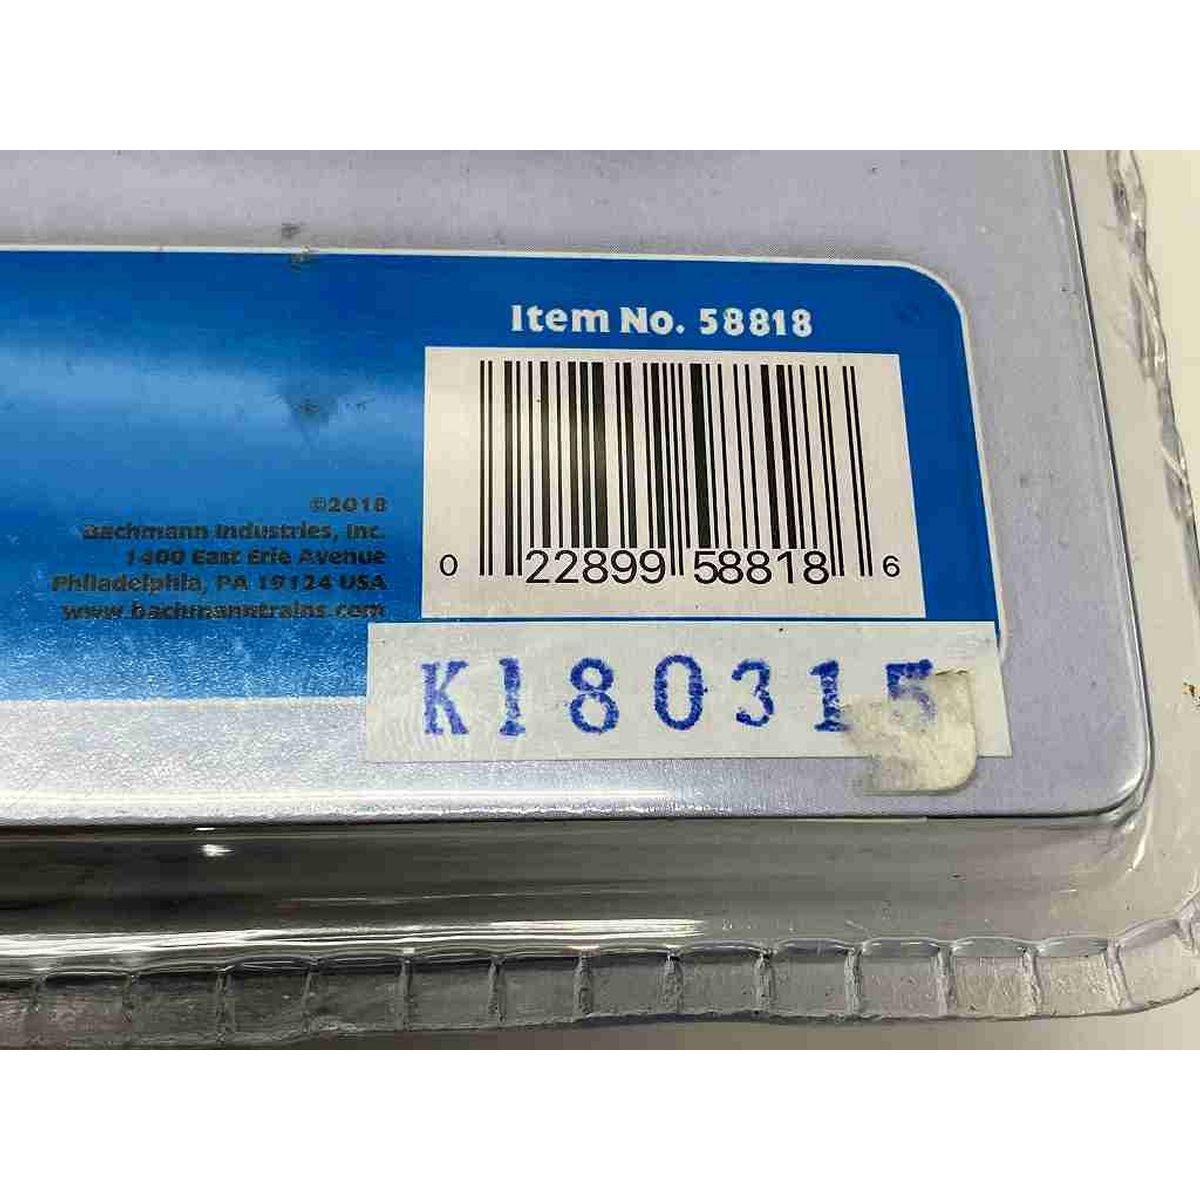 Item No. 58818
©2018
Bachmann Industries, Inc.
1400 East Erie Avenue
Philadelphia, PA 19124 USA
www.bachmanntrains.com
0 22899 58818 6
K180315